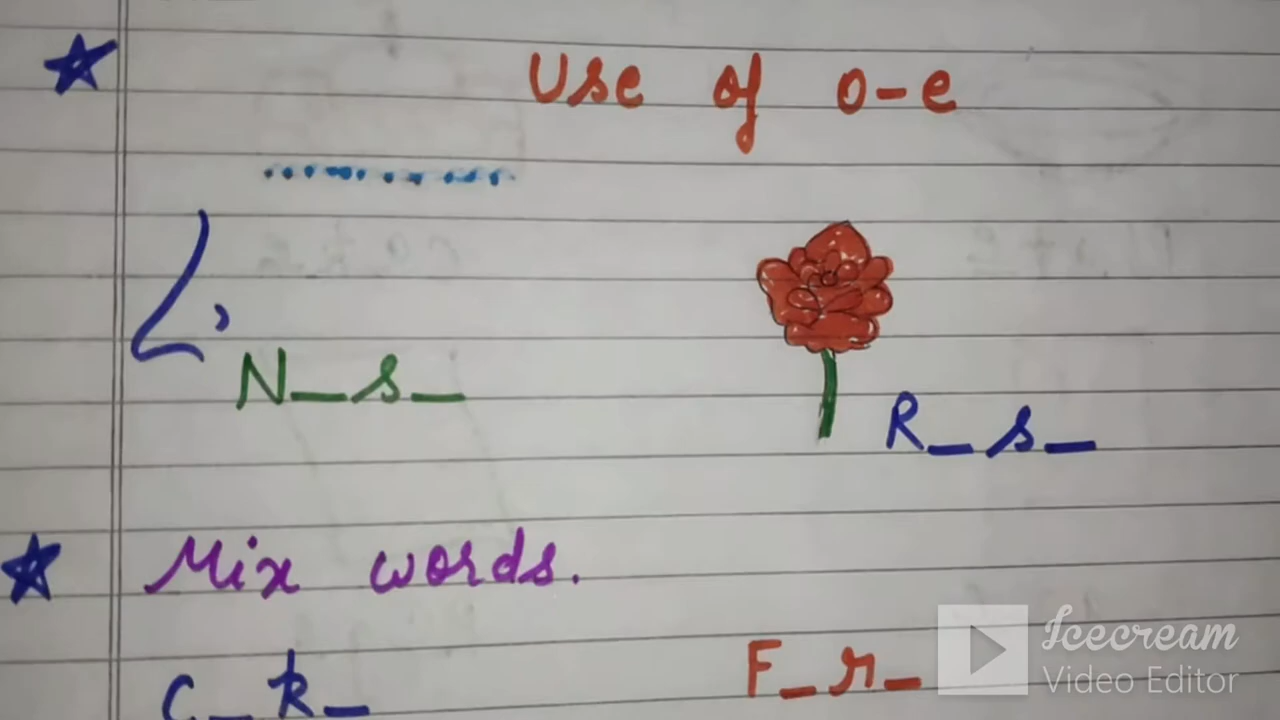 Use of o-e
N_s_
R_s_
Mix words.
C_k_ F_r_
Icecream
Video Editor